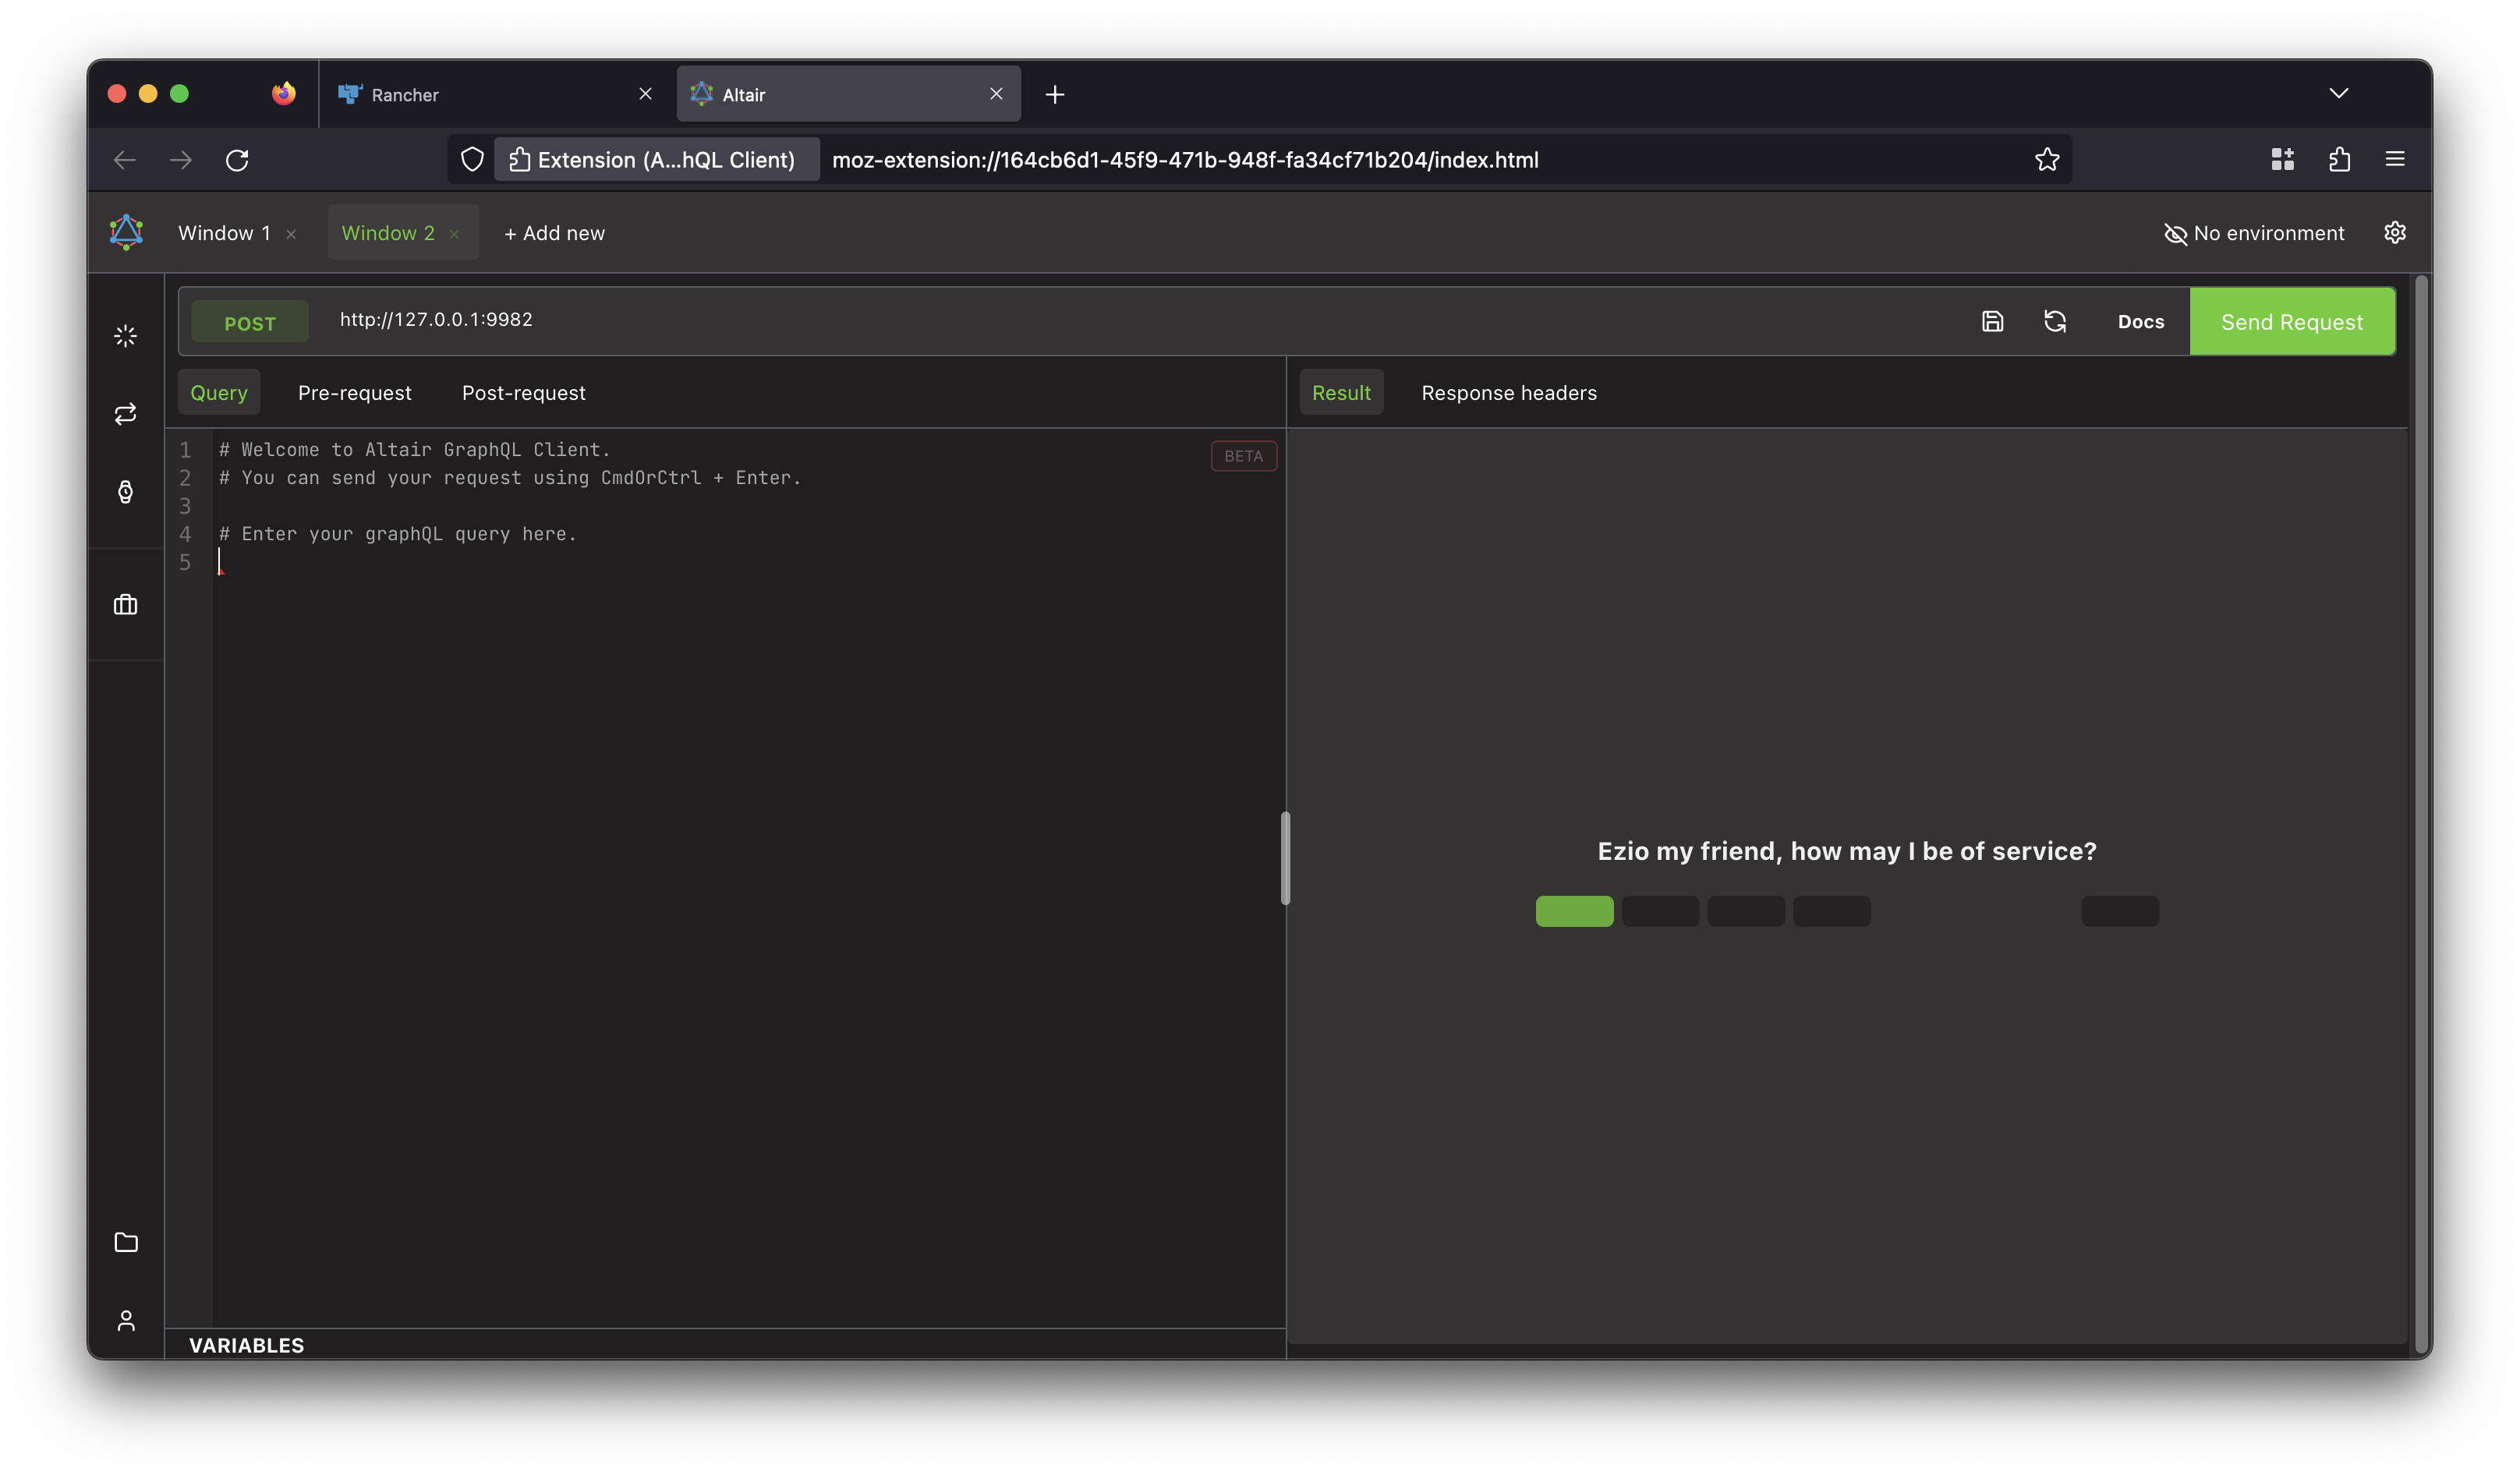 Rancher
Altair
Extension (A...hQL Client)
moz-extension://164cb6d1-45f9-471b-948f-fa34cf71b204/index.html
Window 1
Window 2
+ Add new
No environment
POST
http://127.0.0.1:9982
Docs
Send Request
Query
Pre-request
Post-request
Result
Response headers
1 # Welcome to Altair GraphQL Client.
2 # You can send your request using CmdOrCtrl + Enter.
3
4 # Enter your graphQL query here.
5
BETA
Ezio my friend, how may I be of service?
VARIABLES